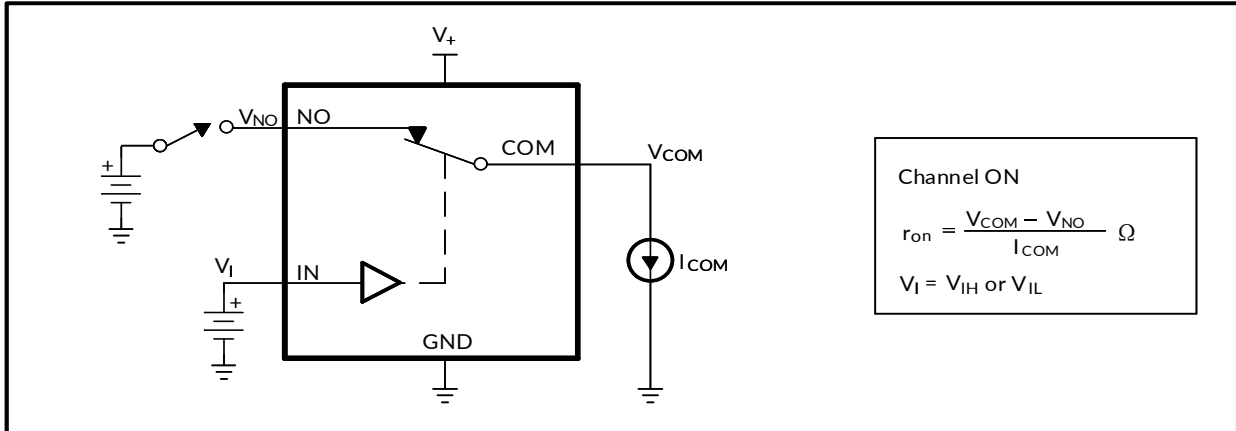 V+
VNO NO
COM
VCOM
+
VI
IN
+
ICOM
GND
Channel ON
ron = VCOM – VNO / ICOM Ω
VI = VIH or VIL